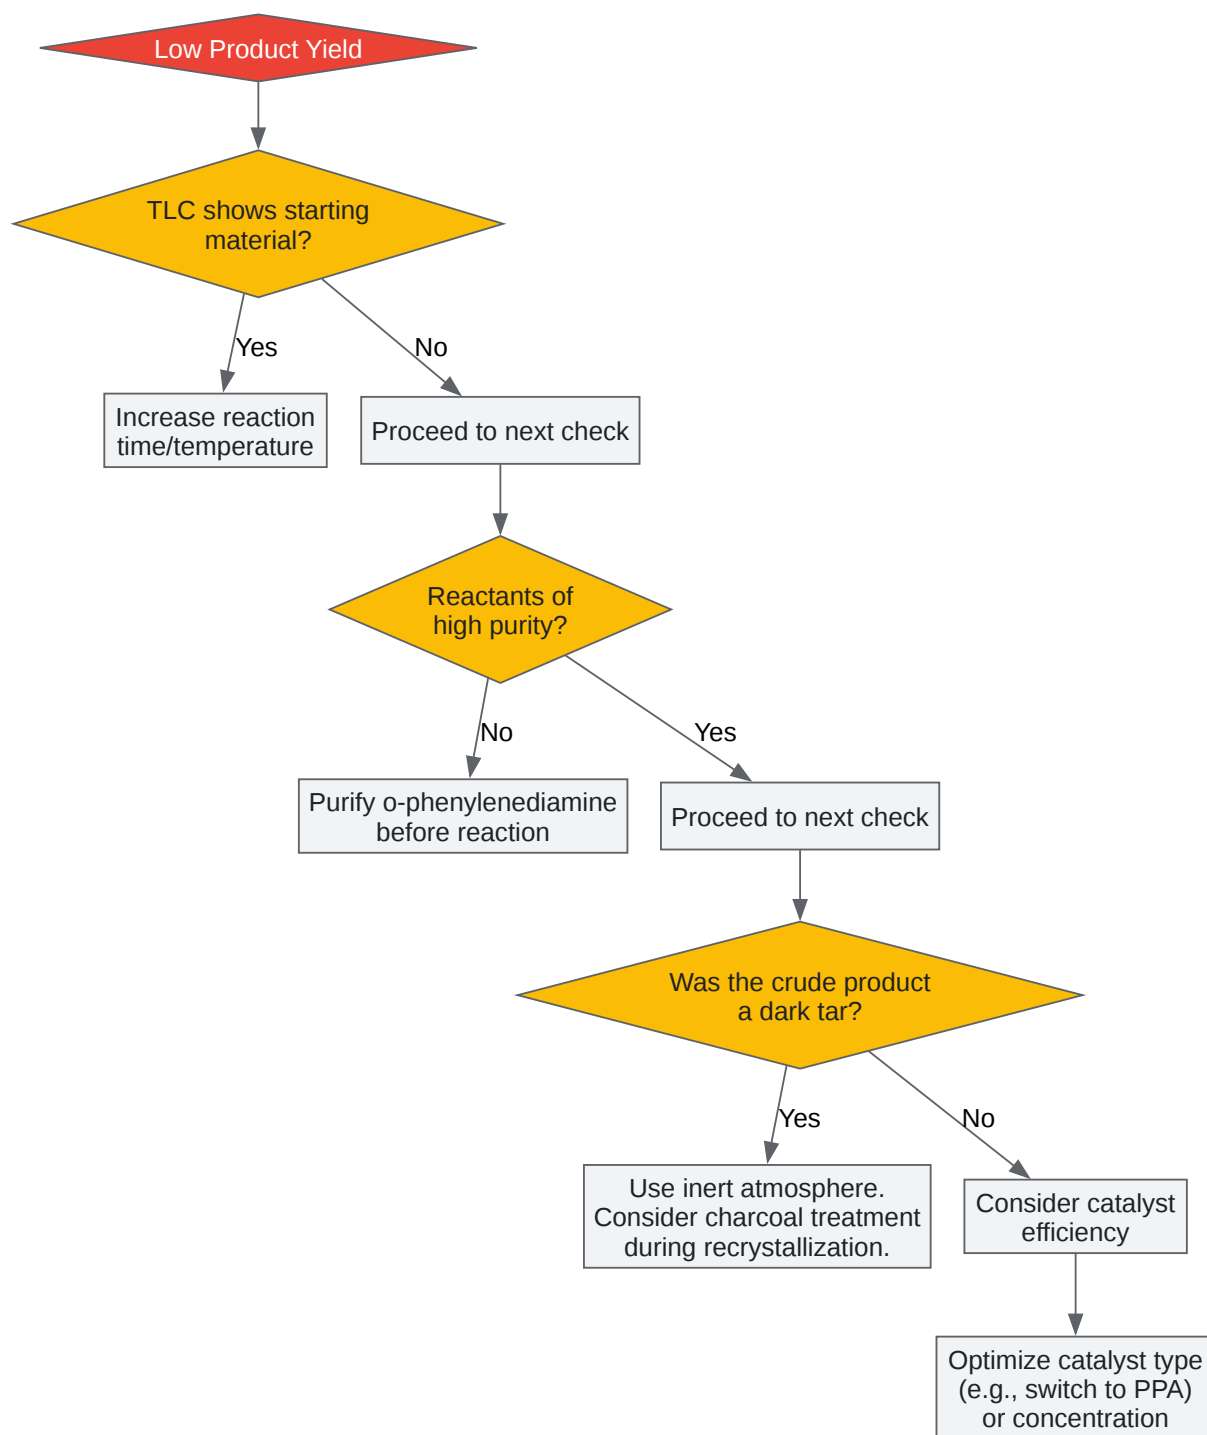 Low Product Yield
TLC shows starting
material?
Yes
No
Increase reaction
time/temperature
Proceed to next check
Reactants of
high purity?
No
Yes
Purify o-phenylenediamine
before reaction
Proceed to next check
Was the crude product
a dark tar?
Yes
No
Use inert atmosphere.
Consider charcoal treatment
during recrystallization.
Consider catalyst
efficiency
Optimize catalyst type
(e.g., switch to PPA)
or concentration